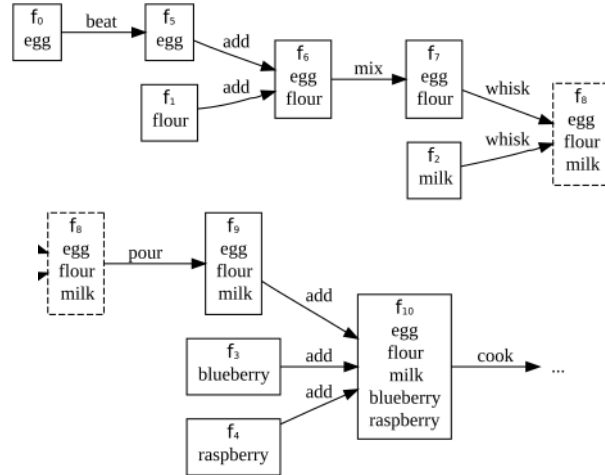 f0
egg
beat
f5
egg
add
f1
flour
add
f6
egg
flour
mix
f7
egg
flour
whisk
f2
milk
whisk
f8
egg
flour
milk
f8
egg
flour
milk
pour
f9
egg
flour
milk
add
f3
blueberry
add
f4
raspberry
add
f10
egg
flour
milk
blueberry
raspberry
cook
...